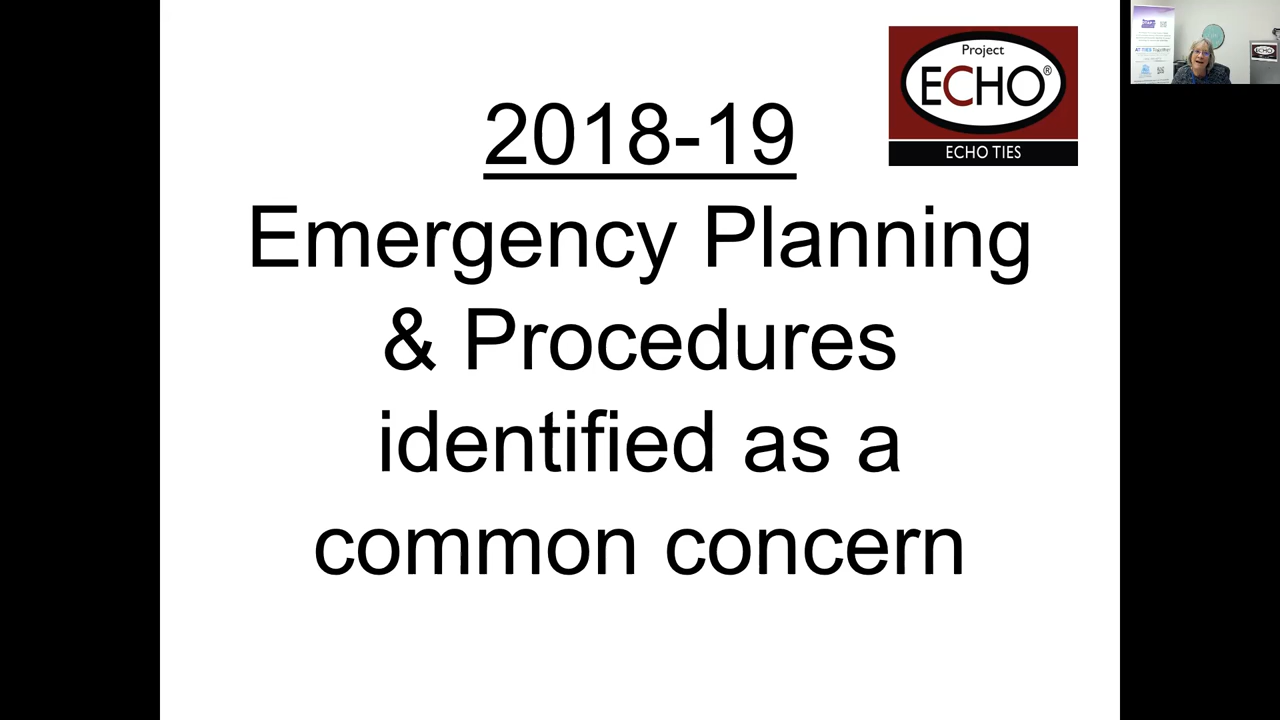 2018-19
Emergency Planning
& Procedures
identified as a
common concern
Project
ECHO®
ECHO TIES